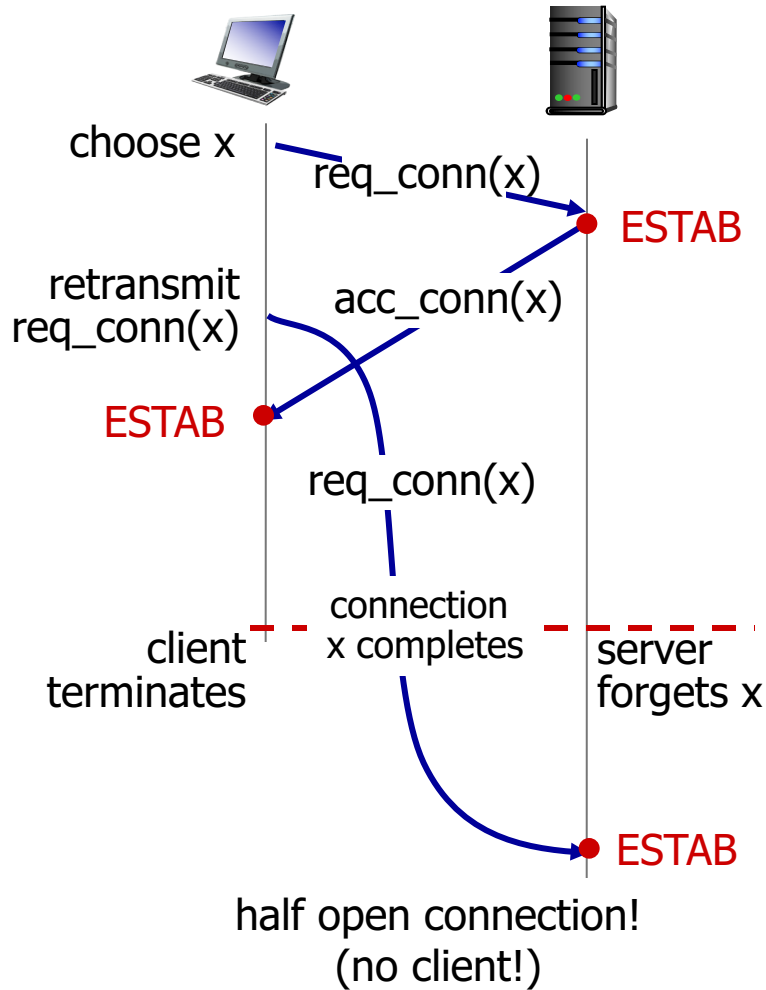 choose x
req_conn(x)
ESTAB
retransmit
req_conn(x)
acc_conn(x)
ESTAB
req_conn(x)
connection
x completes
client
terminates
server
forgets x
ESTAB
half open connection!
(no client!)